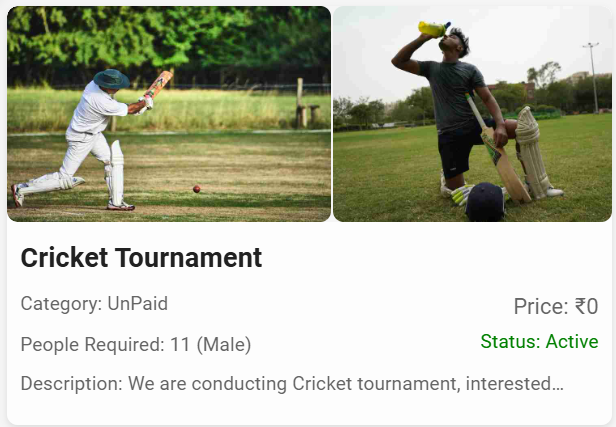 Cricket Tournament
Category: UnPaid
Price: ₹0
People Required: 11 (Male)
Status: Active
Description: We are conducting Cricket tournament, interested...